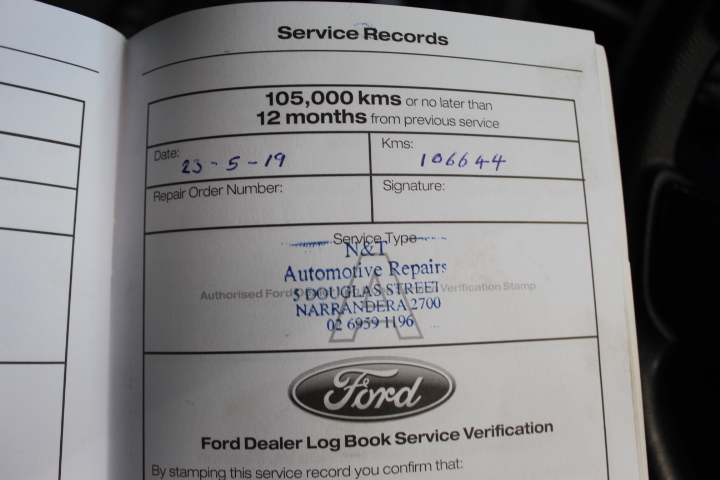 Service Records
105,000 kms or no later than
12 months from previous service
Date: 23-5-19
Kms: 106644
Repair Order Number:
Signature:
Service Type
A
N&T
Automotive Repairs
5 DOUGLAS STREET
NARRANDERA 2700
02 6959 1196
Authorised Ford Verification Stamp
Ford
Ford Dealer Log Book Service Verification
By stamping this service record you confirm that: